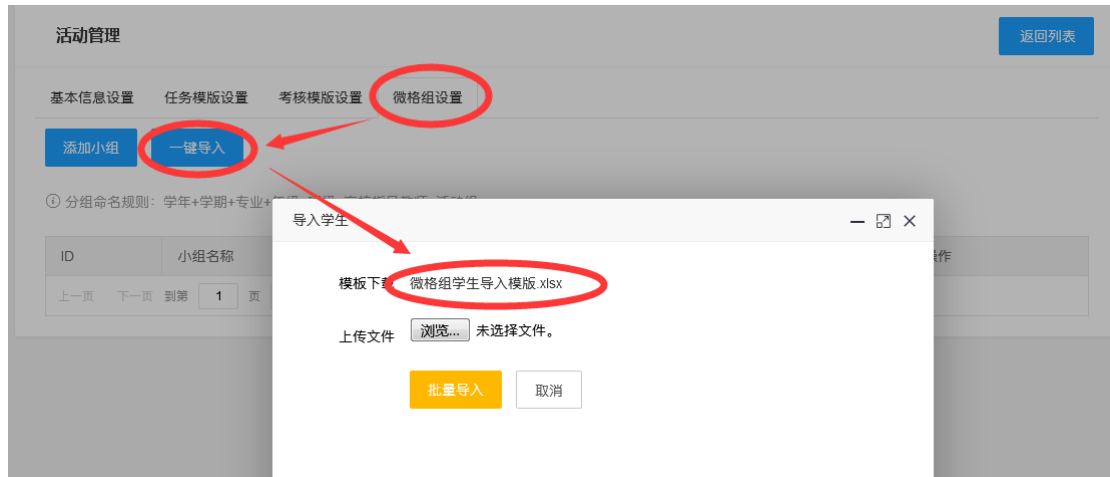 活动管理
返回列表
基本信息设置 任务模版设置 考核模版设置 微格组设置
添加小组 一键导入
分组命名规则：学年+学期+专业+
导入学生
ID 小组名称 作
模板下载 微格组学生导入模版.xlsx
上一页 下一页 到第 1 页
上传文件 浏览... 未选择文件。
批量导入 取消